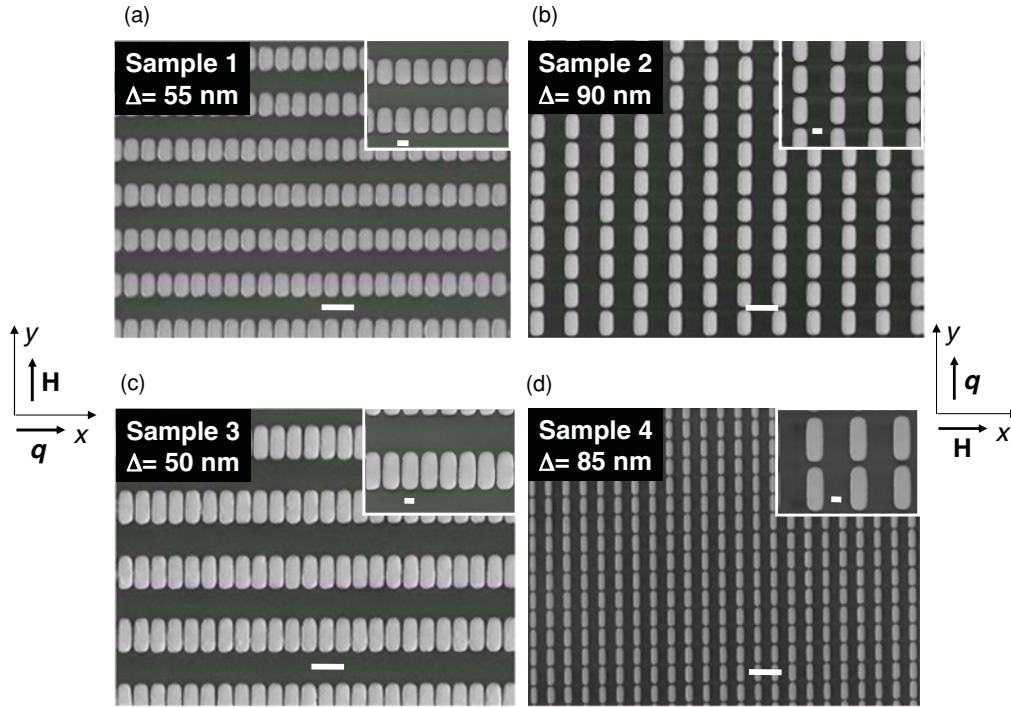 (a)
Sample 1
Δ= 55 nm
(b)
Sample 2
Δ= 90 nm
y
H
q
x
(c)
Sample 3
Δ= 50 nm
(d)
Sample 4
Δ= 85 nm
y
q
x
H